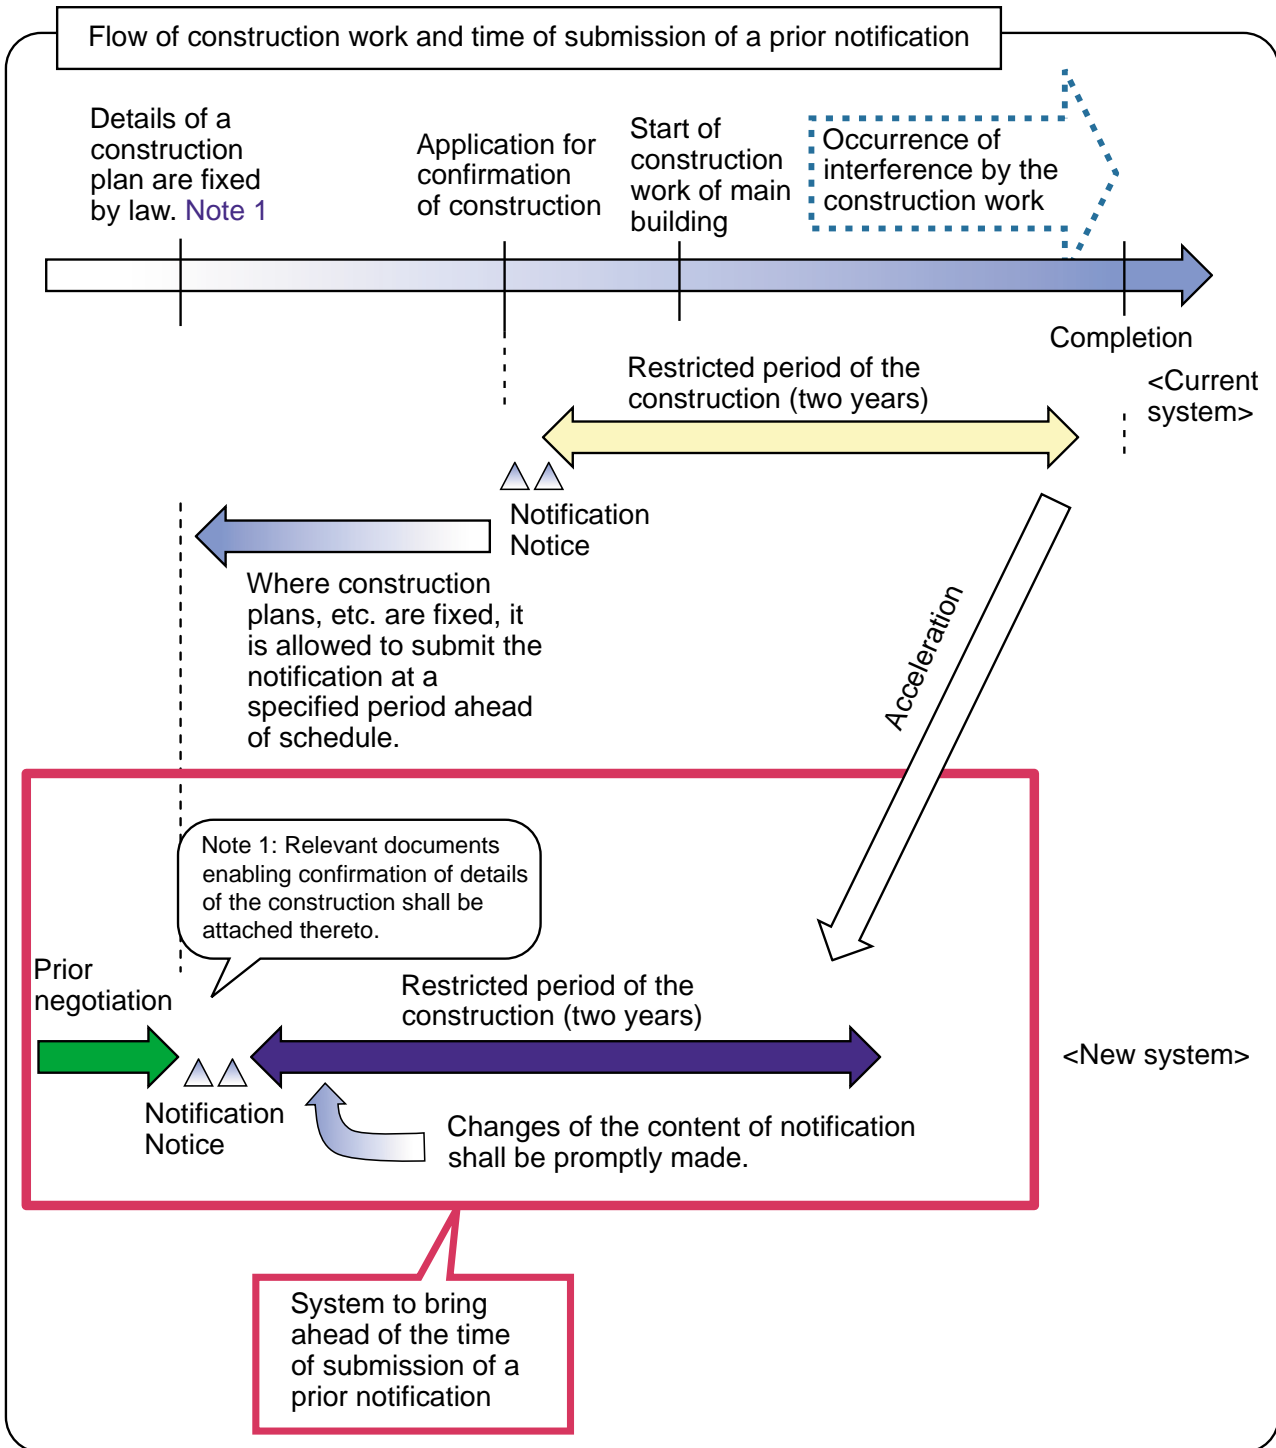 Flow of construction work and time of submission of a prior notification
Details of a
construction
plan are fixed
by law. Note 1
Application for
confirmation
of construction
Start of
construction
work of main
building
Occurrence of
interference by the
construction work
Completion
<Current
system>
Restricted period of the
construction (two years)
Notification
Notice
Where construction
plans, etc. are fixed, it
is allowed to submit the
notification at a
specified period ahead
of schedule.
Acceleration
Note 1: Relevant documents
enabling confirmation of details
of the construction shall be
attached thereto.
Prior
negotiation
Restricted period of the
construction (two years)
<New system>
Notification
Notice
Changes of the content of notification
shall be promptly made.
System to bring
ahead of the time
of submission of a
prior notification